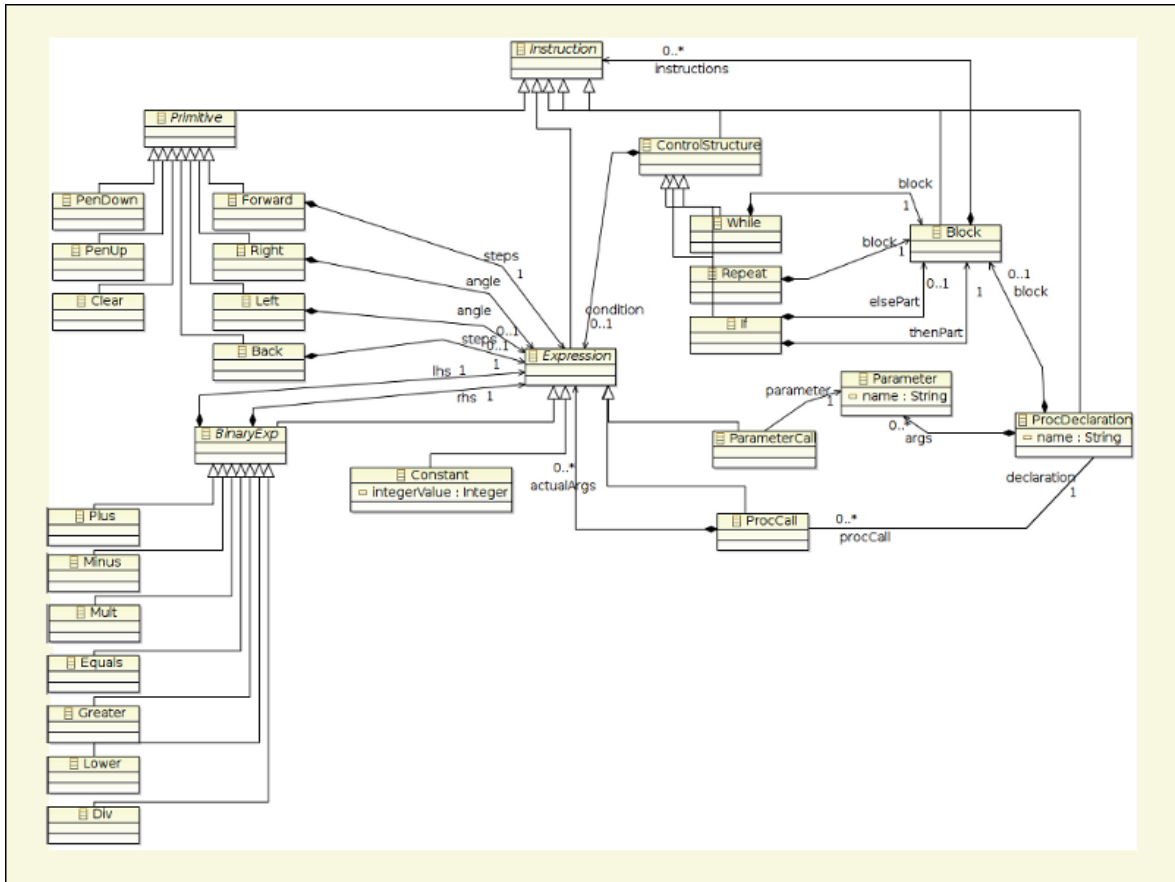 Instruction
0..*
instructions
Primitive
ControlStructure
PenDown
Forward
block
1
While
Block
PenUp
Right
steps
1
block
1
Repeat
angle
Clear
Left
angle
0..1
elsePart
1
0..1
block
condition
0..1
If
thenPart
Back
steps
0..1
0..1
1
Expression
lhs 1
rhs 1
Parameter
name : String
parameter
1
0..*
args
ProcDeclaration
name : String
BinaryExp
ParameterCall
Constant
integerValue : Integer
0..*
actualArgs
declaration
1
Plus
ProcCall
0..*
procCall
Minus
Mult
Equals
Greater
Lower
Div